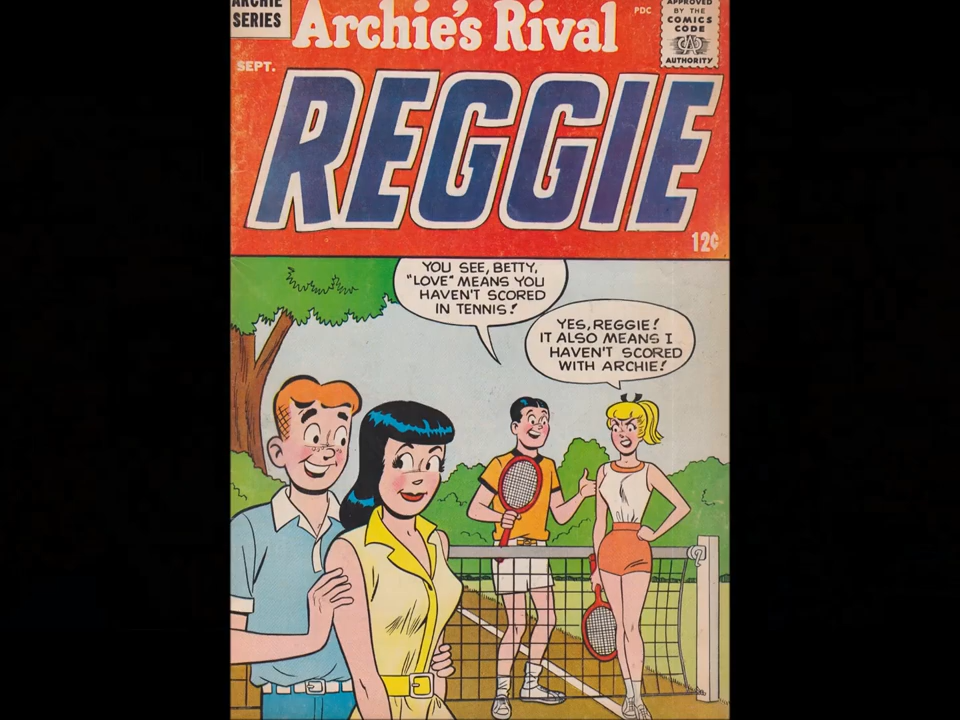 ARCHIE
SERIES
Archie's Rival
PDC
APPROVED
BY THE
COMICS
CODE
CA
AUTHORITY
SEPT.
REGGIE
12¢
YOU SEE, BETTY,
"LOVE" MEANS YOU
HAVEN'T SCORED
IN TENNIS!
YES, REGGIE!
IT ALSO MEANS I
HAVEN'T SCORED
WITH ARCHIE!